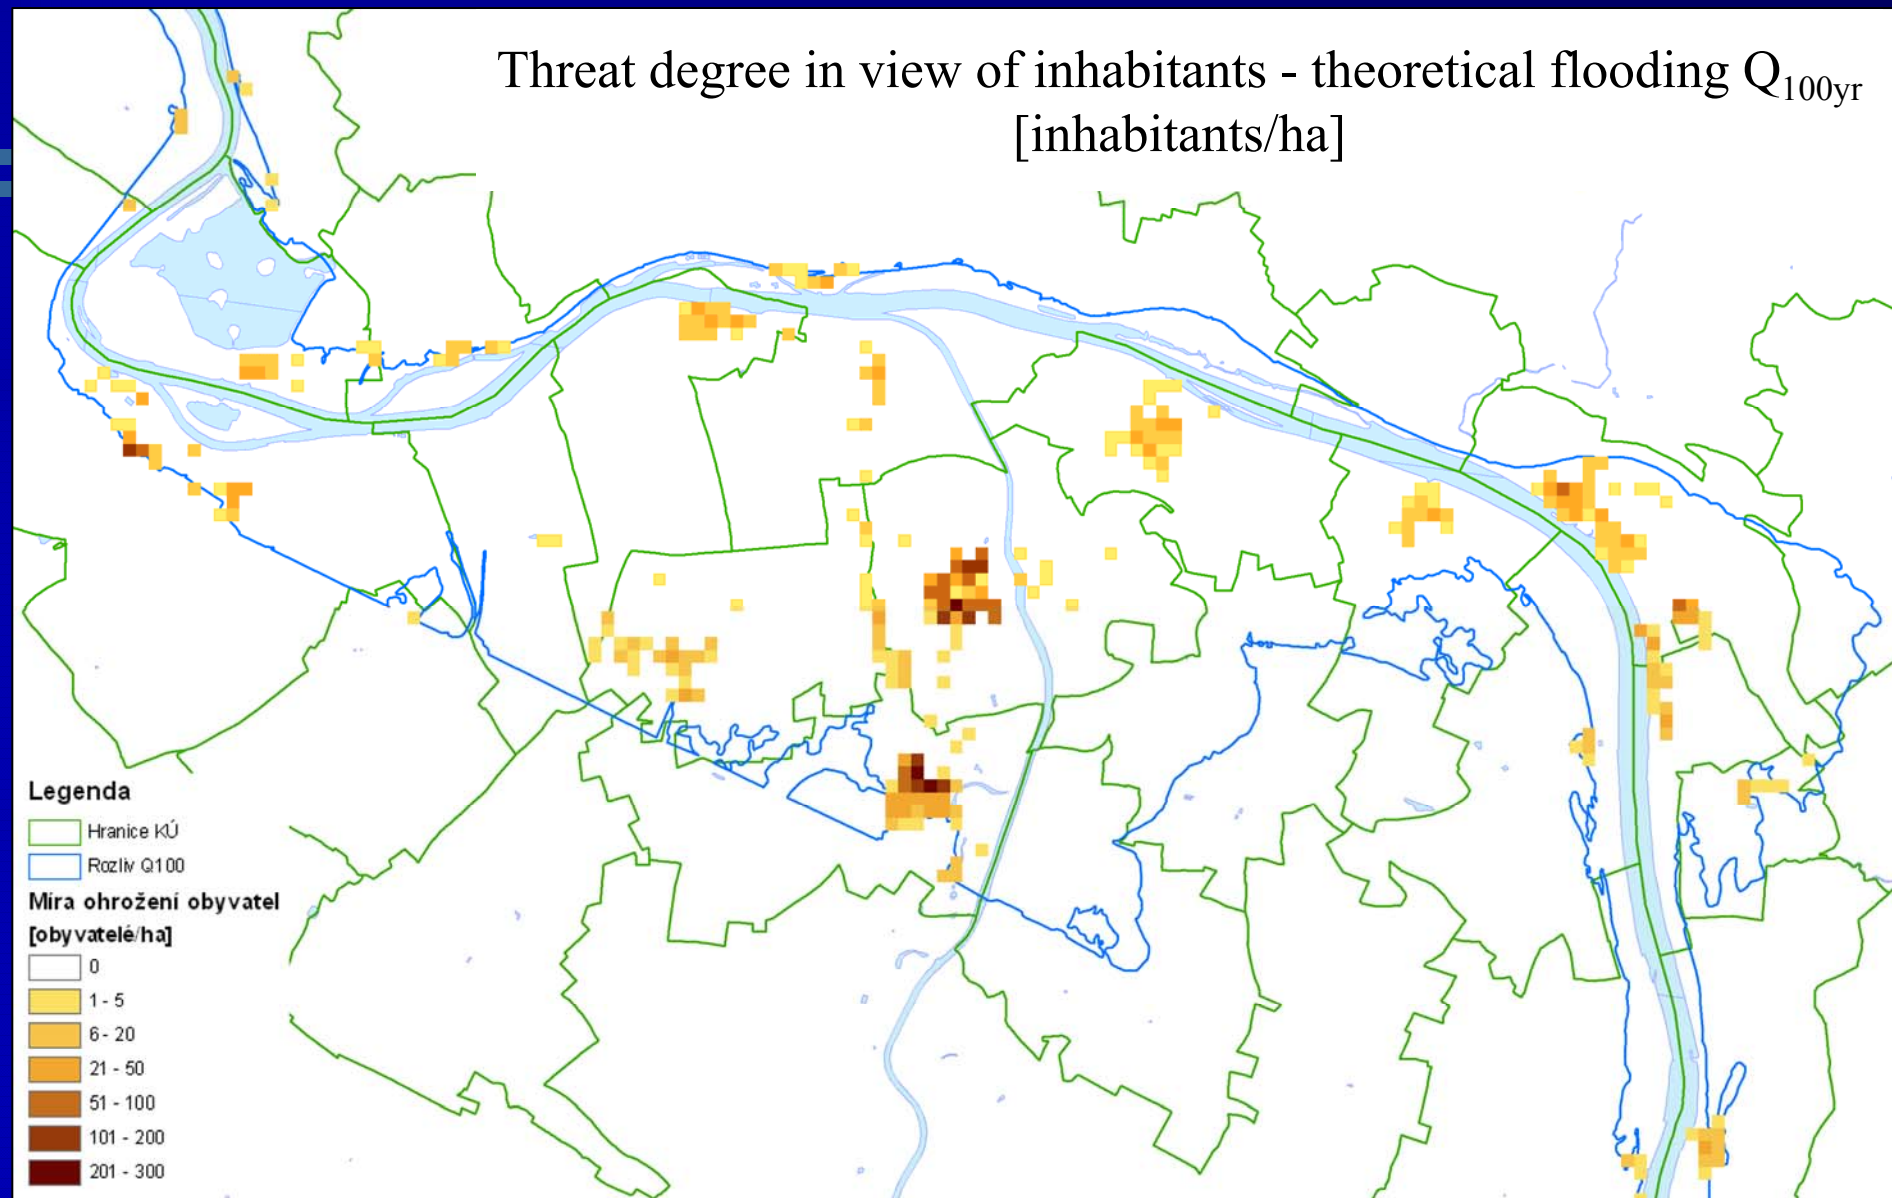 Threat degree in view of inhabitants - theoretical flooding Q100yr
[inhabitants/ha]
Legenda
Hranice KÚ
Rozliv Q100
Míra ohrožení obyvatel
[obyvatelé/ha]
0
1 - 5
6 - 20
21 - 50
51 - 100
101 - 200
201 - 300